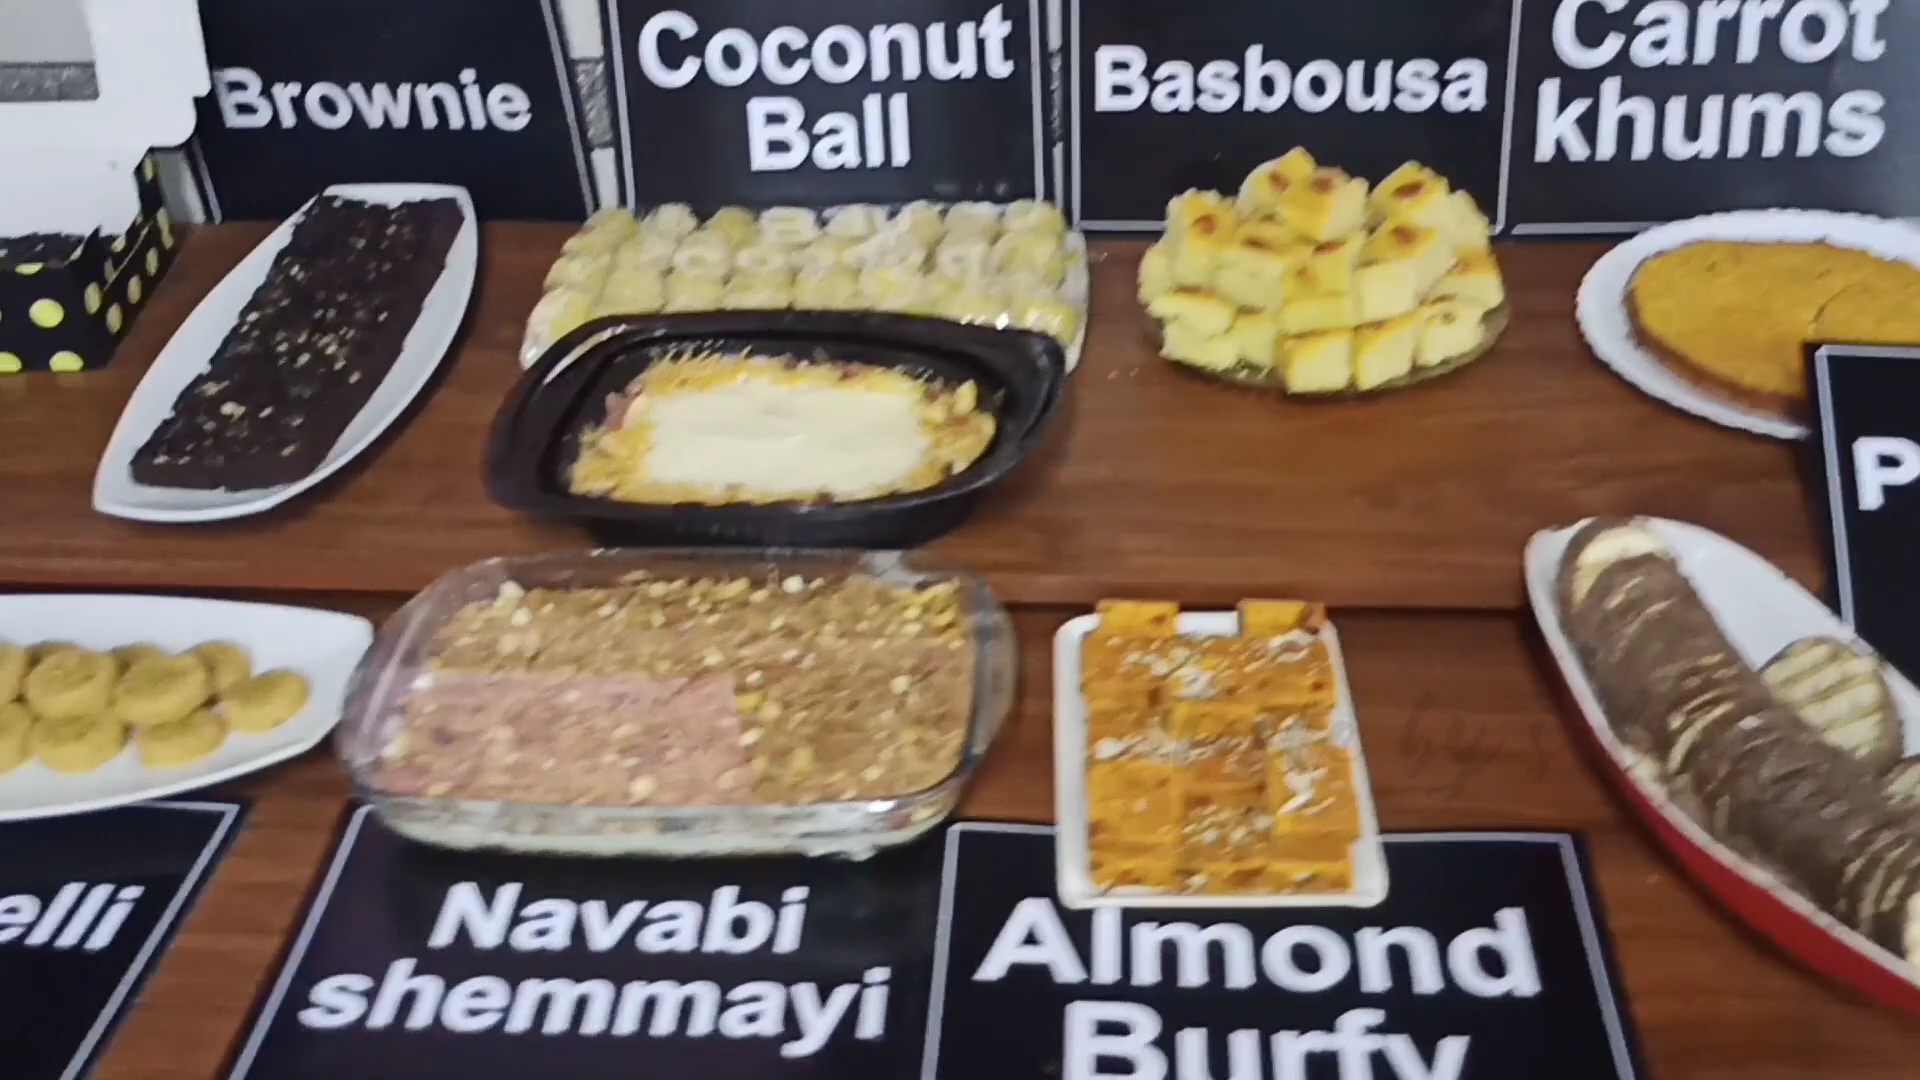 Brownie
Coconut
Ball
Basbousa
Carrot
khums
P
elli
Navabi
shemmayi
Almond
Burfy